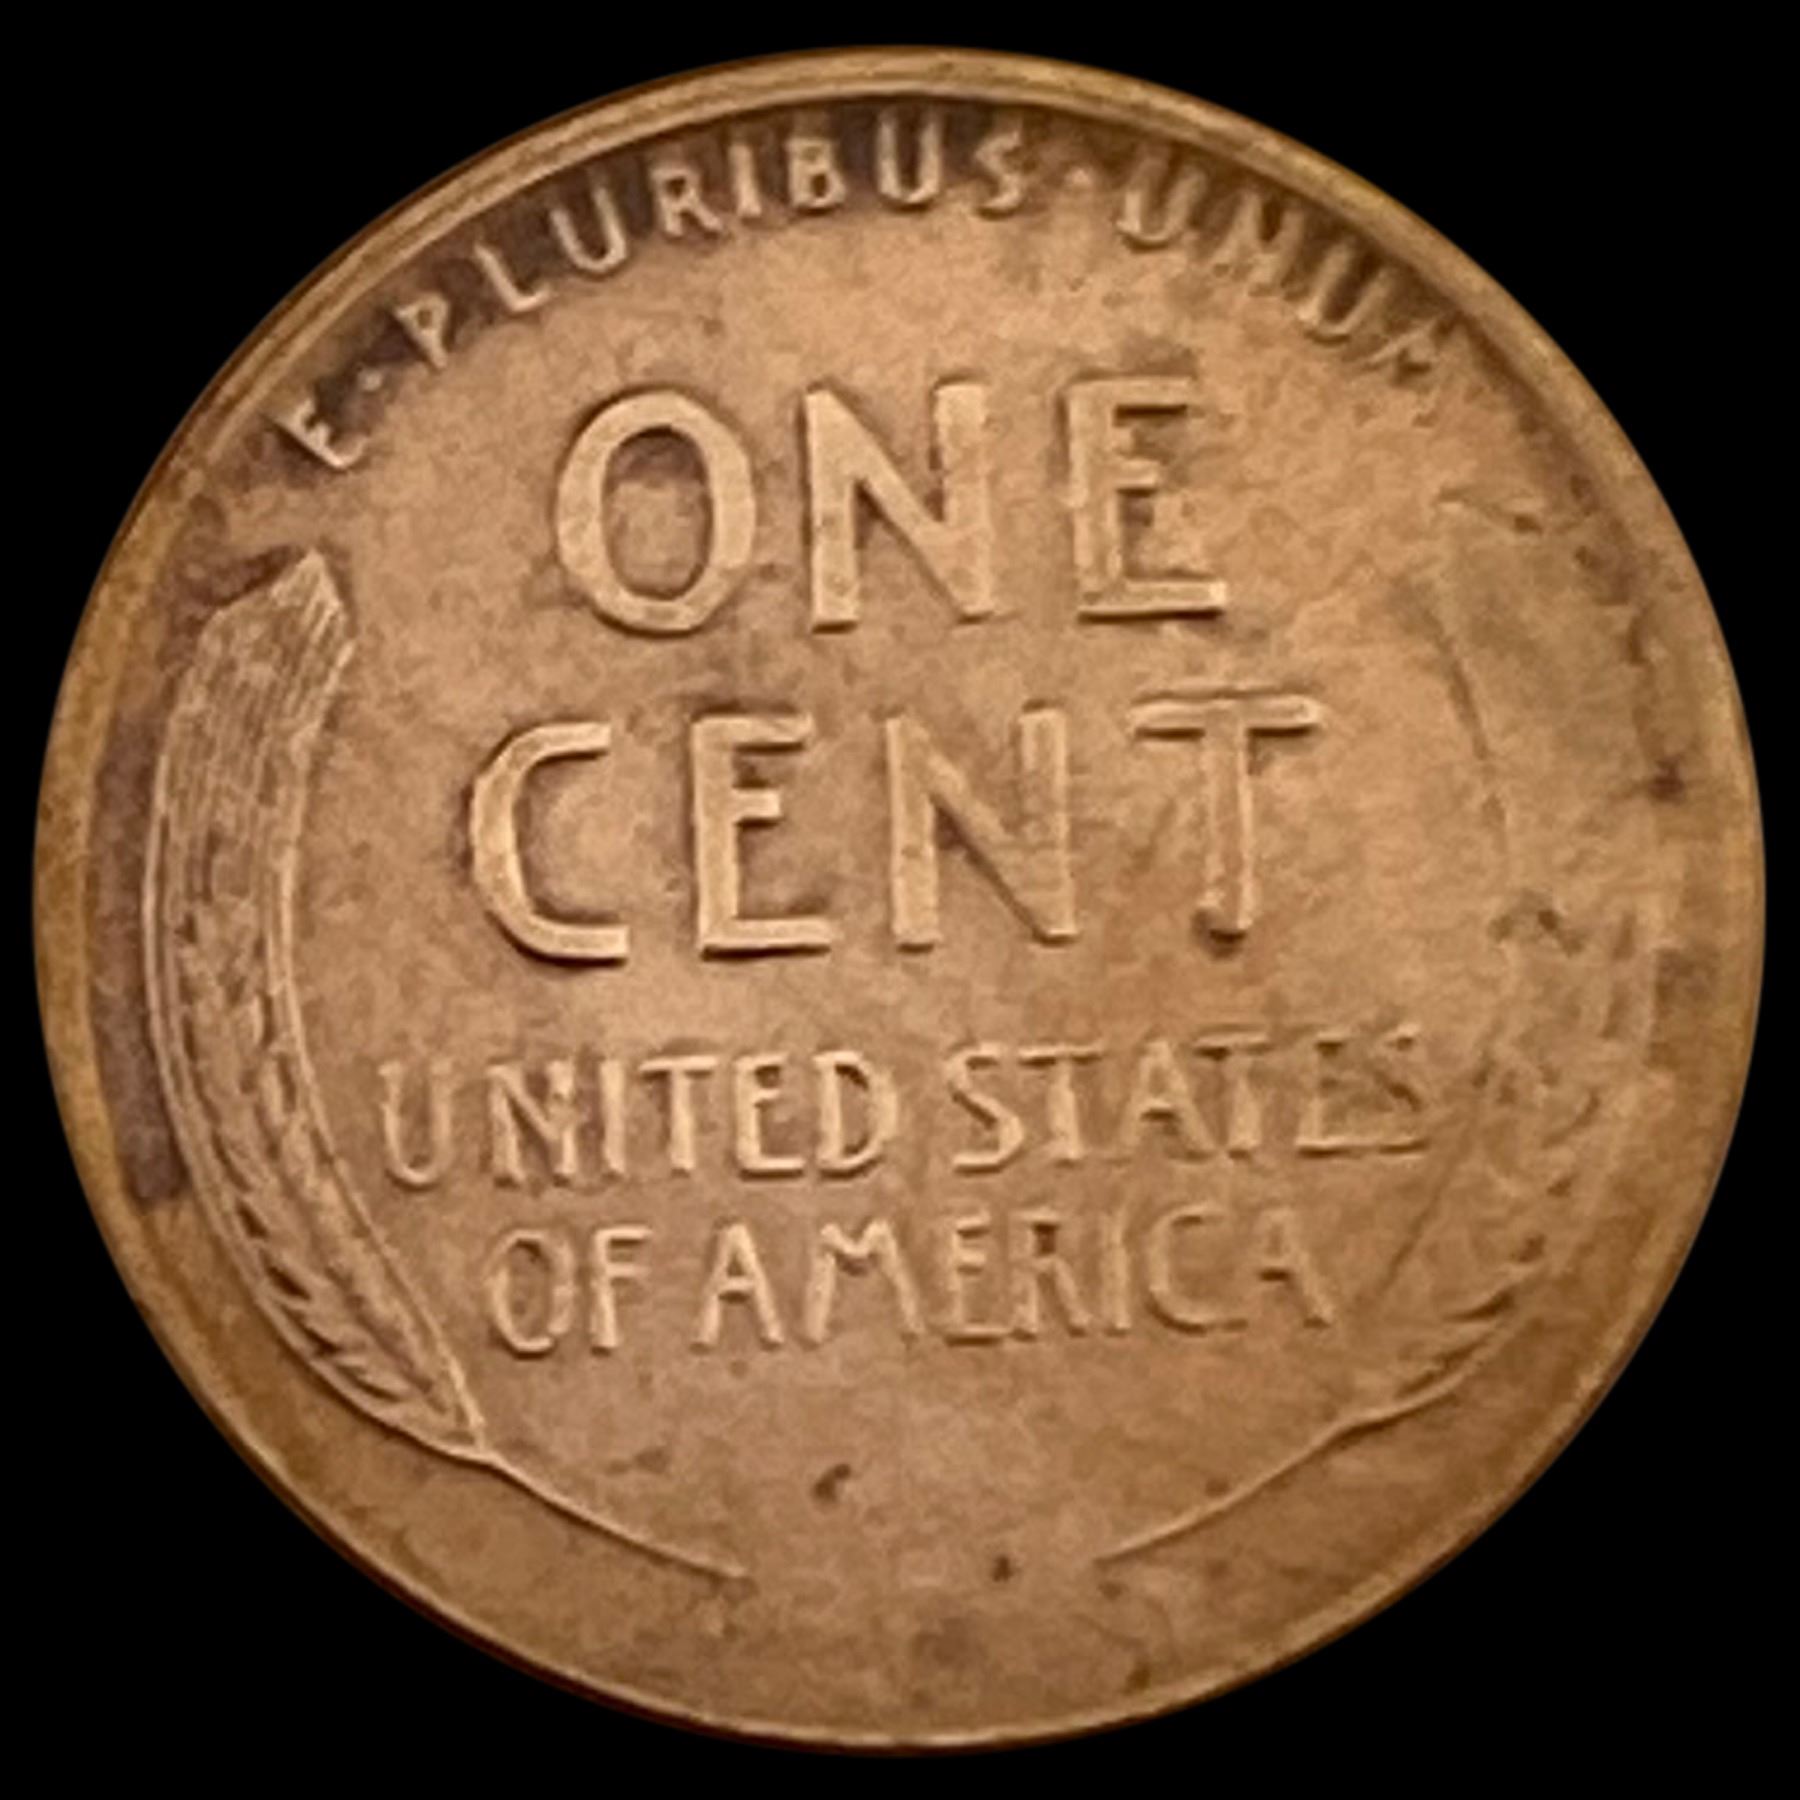 E·PLURIBUS·UNUM
ONE
CENT
UNITED STATES
OF AMERICA